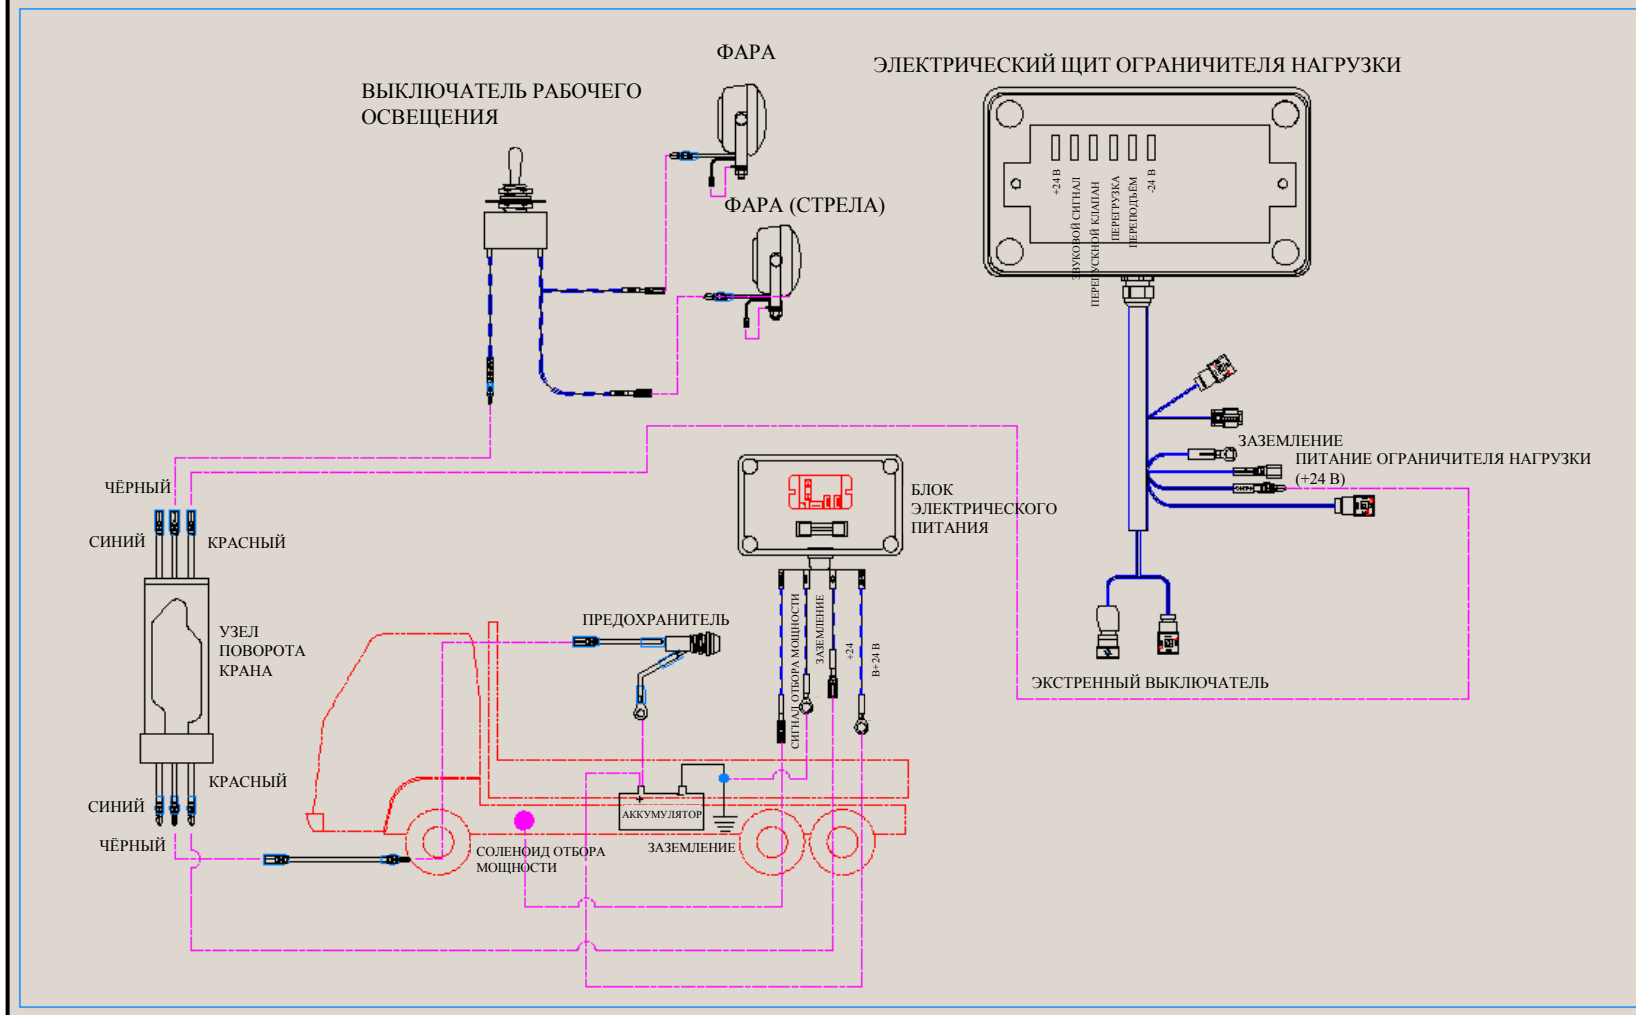 ФАРА
ЭЛЕКТРИЧЕСКИЙ ЩИТ ОГРАНИЧИТЕЛЯ НАГРУЗКИ
ВЫКЛЮЧАТЕЛЬ РАБОЧЕГО
ОСВЕЩЕНИЯ
+24 В
ЗВУКОВОЙ СИГНАЛ
ПЕРЕПУСКНОЙ КЛАПАН
ПЕРЕГРУЗКА
ПЕРЕПОДЪЁМ
-24 В
ФАРА (СТРЕЛА)
ЗАЗЕМЛЕНИЕ
ПИТАНИЕ ОГРАНИЧИТЕЛЯ НАГРУЗКИ
(+24 В)
ЧЁРНЫЙ
СИНИЙ
КРАСНЫЙ
БЛОК
ЭЛЕКТРИЧЕСКОГО
ПИТАНИЯ
УЗЕЛ
ПОВОРОТА
КРАНА
ПРЕДОХРАНИТЕЛЬ
СИГНАЛ ОТБОРА МОЩНОСТИ
ЗАЗЕМЛЕНИЕ
+24
В+24 В
ЭКСТРЕННЫЙ ВЫКЛЮЧАТЕЛЬ
КРАСНЫЙ
СИНИЙ
ЧЁРНЫЙ
+
-
АККУМУЛЯТОР
ЗАЗЕМЛЕНИЕ
СОЛЕНОИД ОТБОРА
МОЩНОСТИ